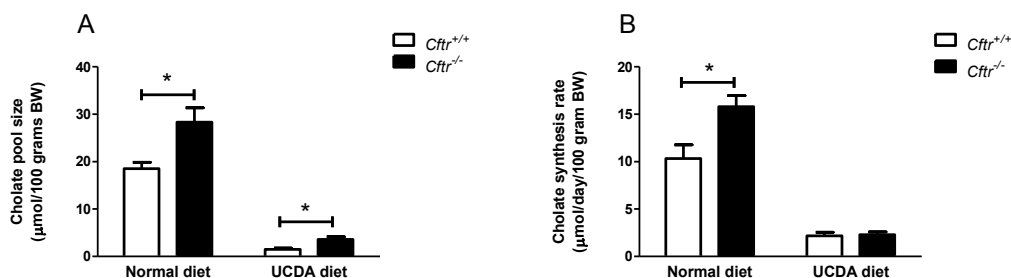 A
Cftr+/+
Cftr-/-
Cholate pool size
(µmol/100 grams BW)
40
30
20
10
0
*
*
Normal diet
UCDA diet
B
Cftr+/+
Cftr-/-
Cholate synthesis rate
(µmol/day/100 gram BW)
20
15
10
5
0
*
Normal diet
UCDA diet